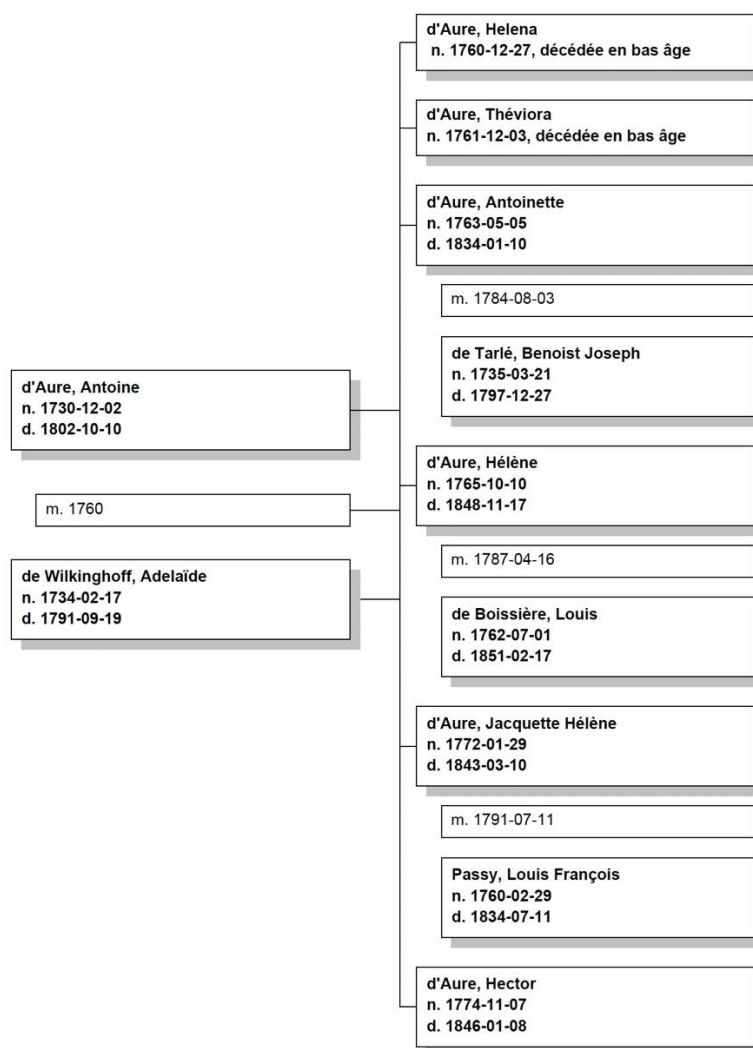 d'Aure, Antoine
n. 1730-12-02
d. 1802-10-10
m. 1760
de Wilkinghoff, Adelaïde
n. 1734-02-17
d. 1791-09-19
d'Aure, Helena
n. 1760-12-27, décédée en bas âge
d'Aure, Théviora
n. 1761-12-03, décédée en bas âge
d'Aure, Antoinette
n. 1763-05-05
d. 1834-01-10
m. 1784-08-03
de Tarlé, Benoist Joseph
n. 1735-03-21
d. 1797-12-27
d'Aure, Hélène
n. 1765-10-10
d. 1848-11-17
m. 1787-04-16
de Boissière, Louis
n. 1762-07-01
d. 1851-02-17
d'Aure, Jacquette Hélène
n. 1772-01-29
d. 1843-03-10
m. 1791-07-11
Passy, Louis François
n. 1760-02-29
d. 1834-07-11
d'Aure, Hector
n. 1774-11-07
d. 1846-01-08